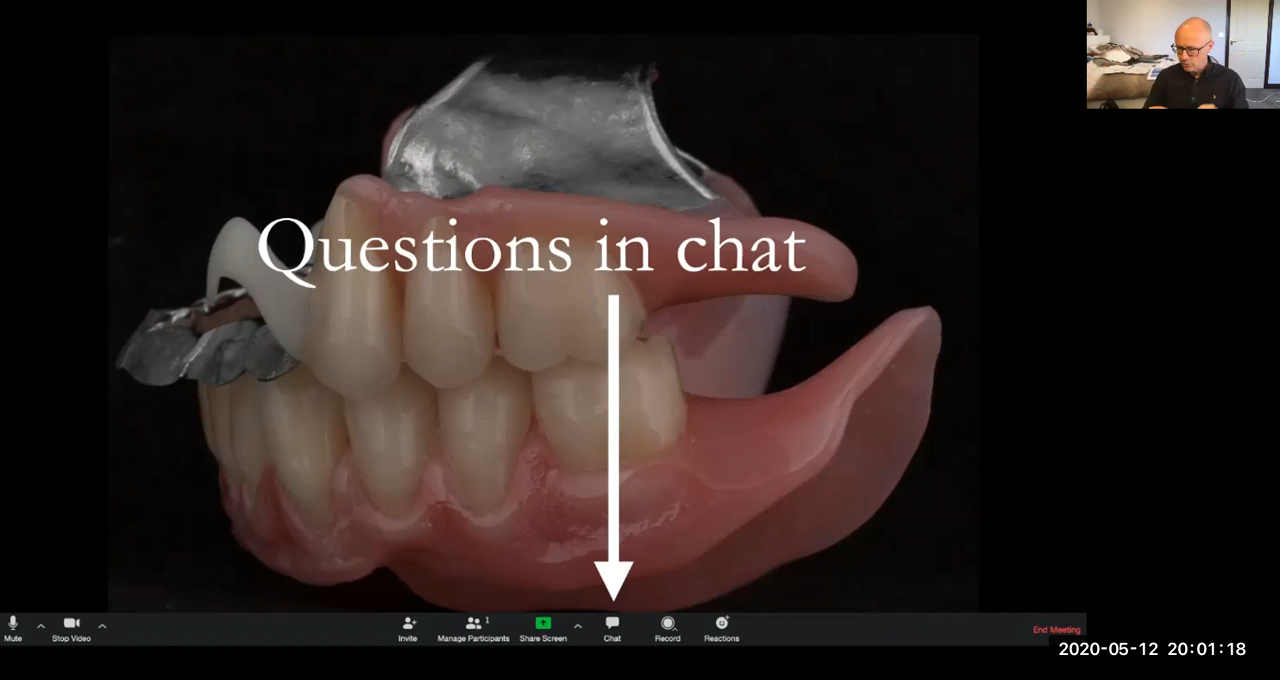 Questions in chat
1
Mute
Stop Video
Invite
Manage Participants
Share Screen
Chat
Record
Reactions
End Meeting
2020-05-12 20:01:18